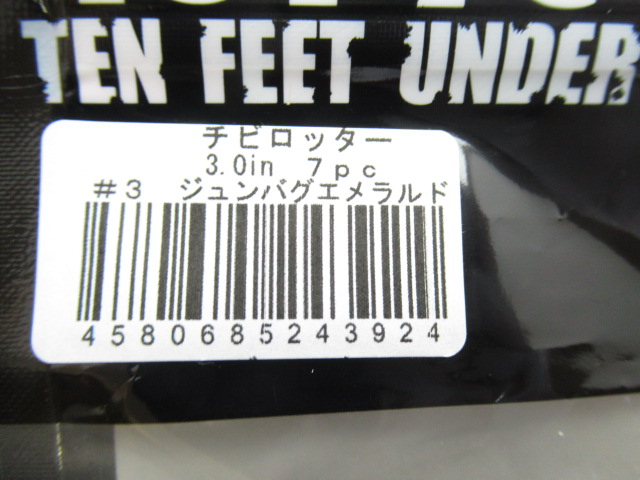 TEN FEET UNDER
チビロッター
3.0in 7pc
#3 ジュンバグエメラルド
4580685243924